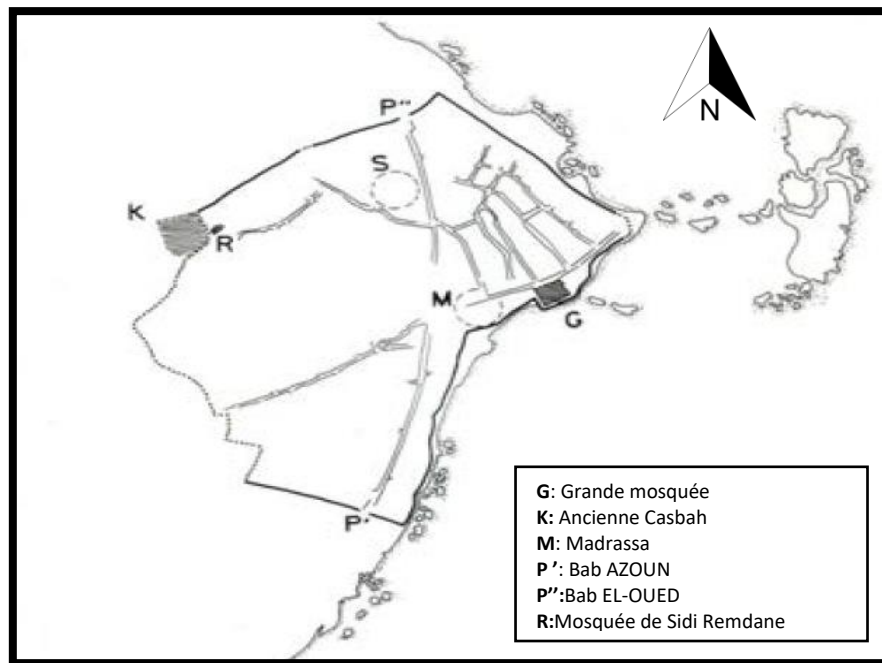 N
P''
S
K
R
M
G
P'
G: Grande mosquée
K: Ancienne Casbah
M: Madrassa
P ': Bab AZOUN
P'':Bab EL-OUED
R:Mosquée de Sidi Remdane